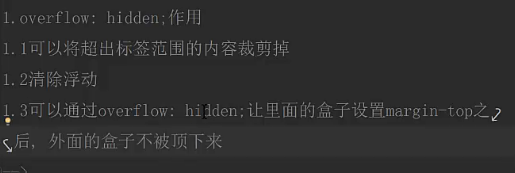 1.overflow: hidden;作用
1.1可以将超出标签范围的内容裁剪掉
1.2清除浮动
1.3可以通过overflow: hidden;让里面的盒子设置margin-top之
后, 外面的盒子不被顶下来